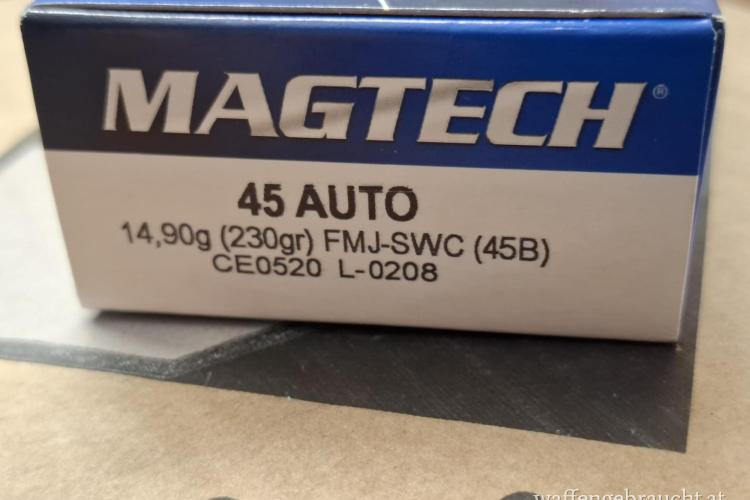 MAGTECH®
45 AUTO
14,90g (230gr) FMJ-SWC (45B)
CE0520 L-0208
waffengebraucht.at